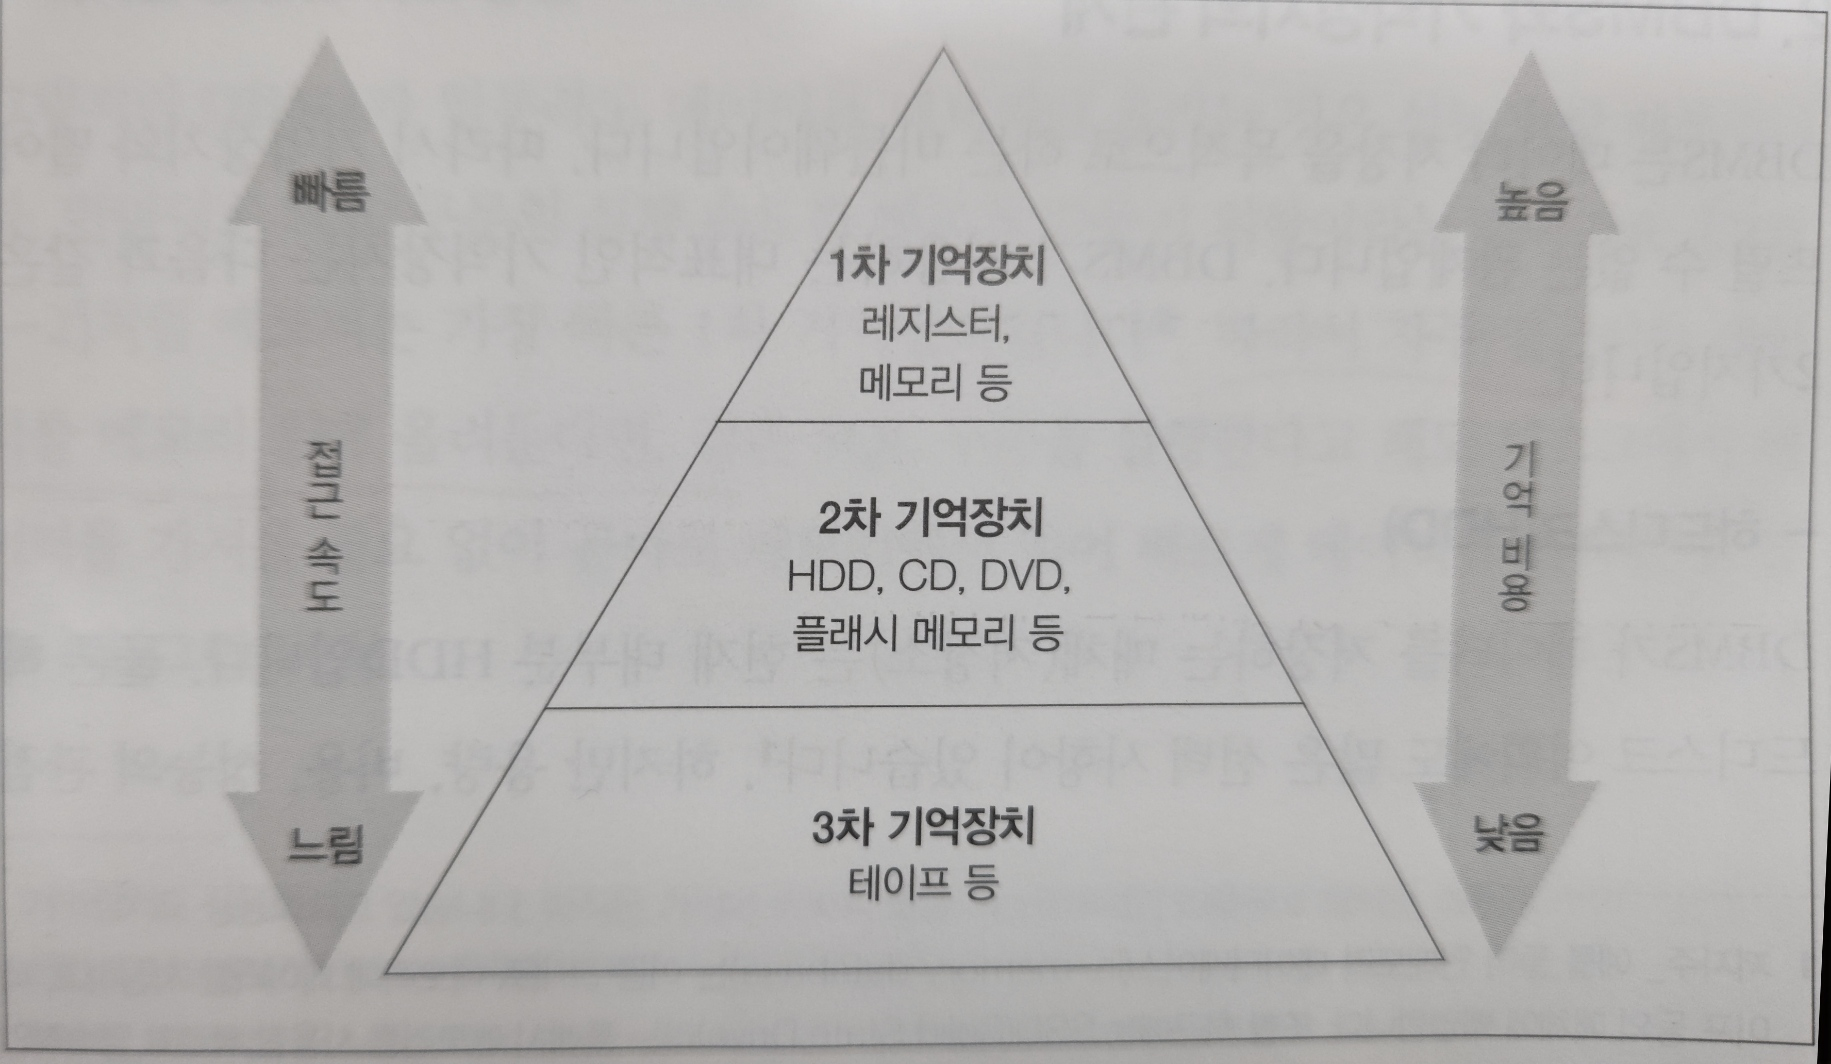 빠름
접근 속도
느림
1차 기억장치
레지스터,
메모리 등
2차 기억장치
HDD, CD, DVD,
플래시 메모리 등
3차 기억장치
테이프 등
높음
기억 비용
낮음